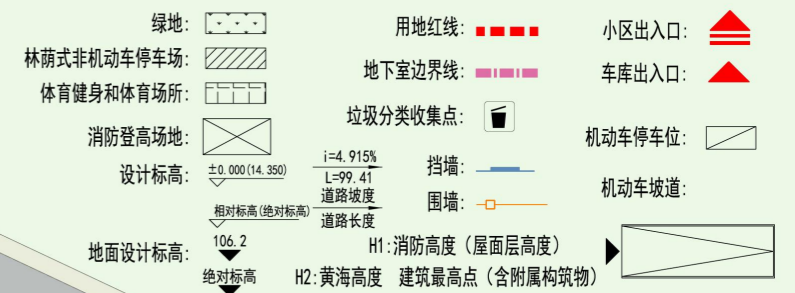 绿地:
林荫式非机动车停车场:
体育健身和体育场所:
消防登高场地:
设计标高: ±0.000(14.350)
相对标高(绝对标高)
地面设计标高: 106.2
绝对标高
用地红线:
地下室边界线:
垃圾分类收集点:
i=4.915%
L=99.41
道路坡度
道路长度
挡墙:
围墙:
H1:消防高度（屋面层高度）
H2:黄海高度 建筑最高点（含附属构筑物）
小区出入口:
车库出入口:
机动车停车位:
机动车坡道: